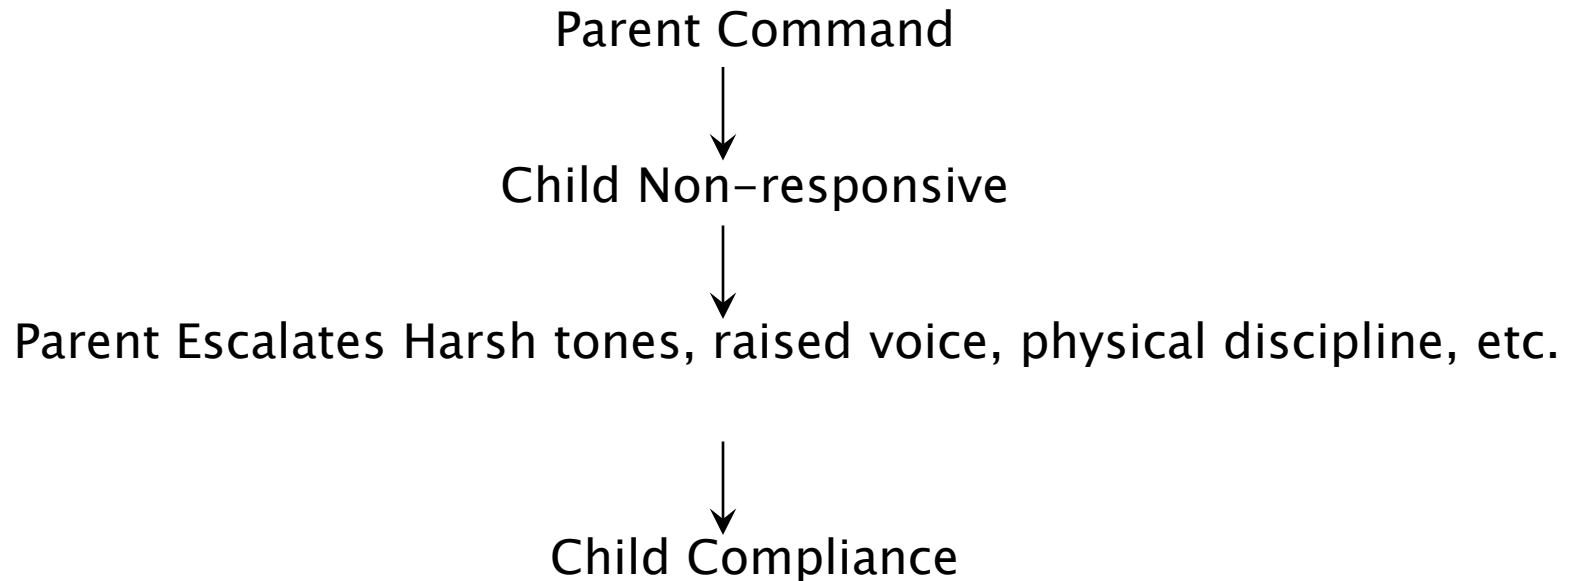 Parent Command
Child Non-responsive
Parent Escalates Harsh tones, raised voice, physical discipline, etc.
Child Compliance